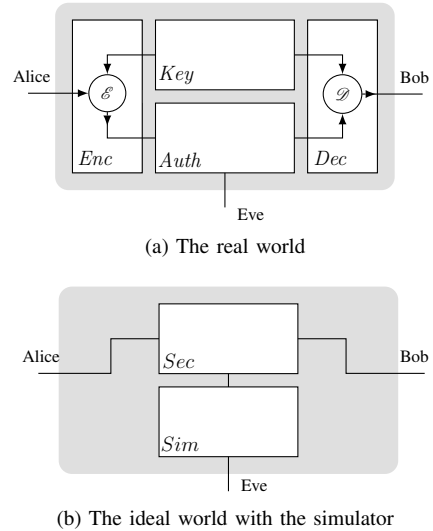 Alice
Bob
ℰ
𝒟
Key
Enc
Auth
Dec
Eve
(a) The real world
Alice
Bob
Sec
Sim
Eve
(b) The ideal world with the simulator